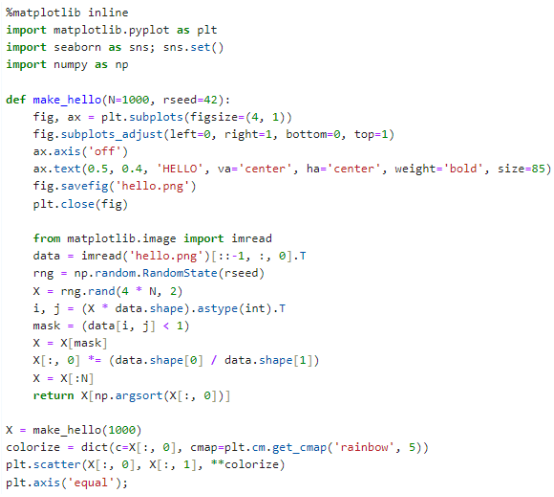 %matplotlib inline
import matplotlib.pyplot as plt
import seaborn as sns; sns.set()
import numpy as np

def make_hello(N=1000, rseed=42):
    fig, ax = plt.subplots(figsize=(4, 1))
    fig.subplots_adjust(left=0, right=1, bottom=0, top=1)
    ax.axis('off')
    ax.text(0.5, 0.4, 'HELLO', va='center', ha='center', weight='bold', size=85)
    fig.savefig('hello.png')
    plt.close(fig)

    from matplotlib.image import imread
    data = imread('hello.png')[::-1, :, 0].T
    rng = np.random.RandomState(rseed)
    X = rng.rand(4 * N, 2)
    i, j = (X * data.shape).astype(int).T
    mask = (data[i, j] < 1)
    X = X[mask]
    X[:, 0] *= (data.shape[0] / data.shape[1])
    X = X[:N]
    return X[np.argsort(X[:, 0])]

X = make_hello(1000)
colorize = dict(c=X[:, 0], cmap=plt.cm.get_cmap('rainbow', 5))
plt.scatter(X[:, 0], X[:, 1], **colorize)
plt.axis('equal');